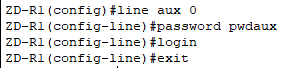 ZD-R1(config)#line aux 0
ZD-R1(config-line)#password pwdaux
ZD-R1(config-line)#login
ZD-R1(config-line)#exit